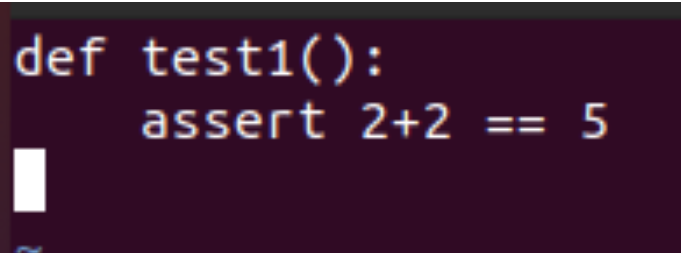 def test1():
    assert 2+2 == 5
~